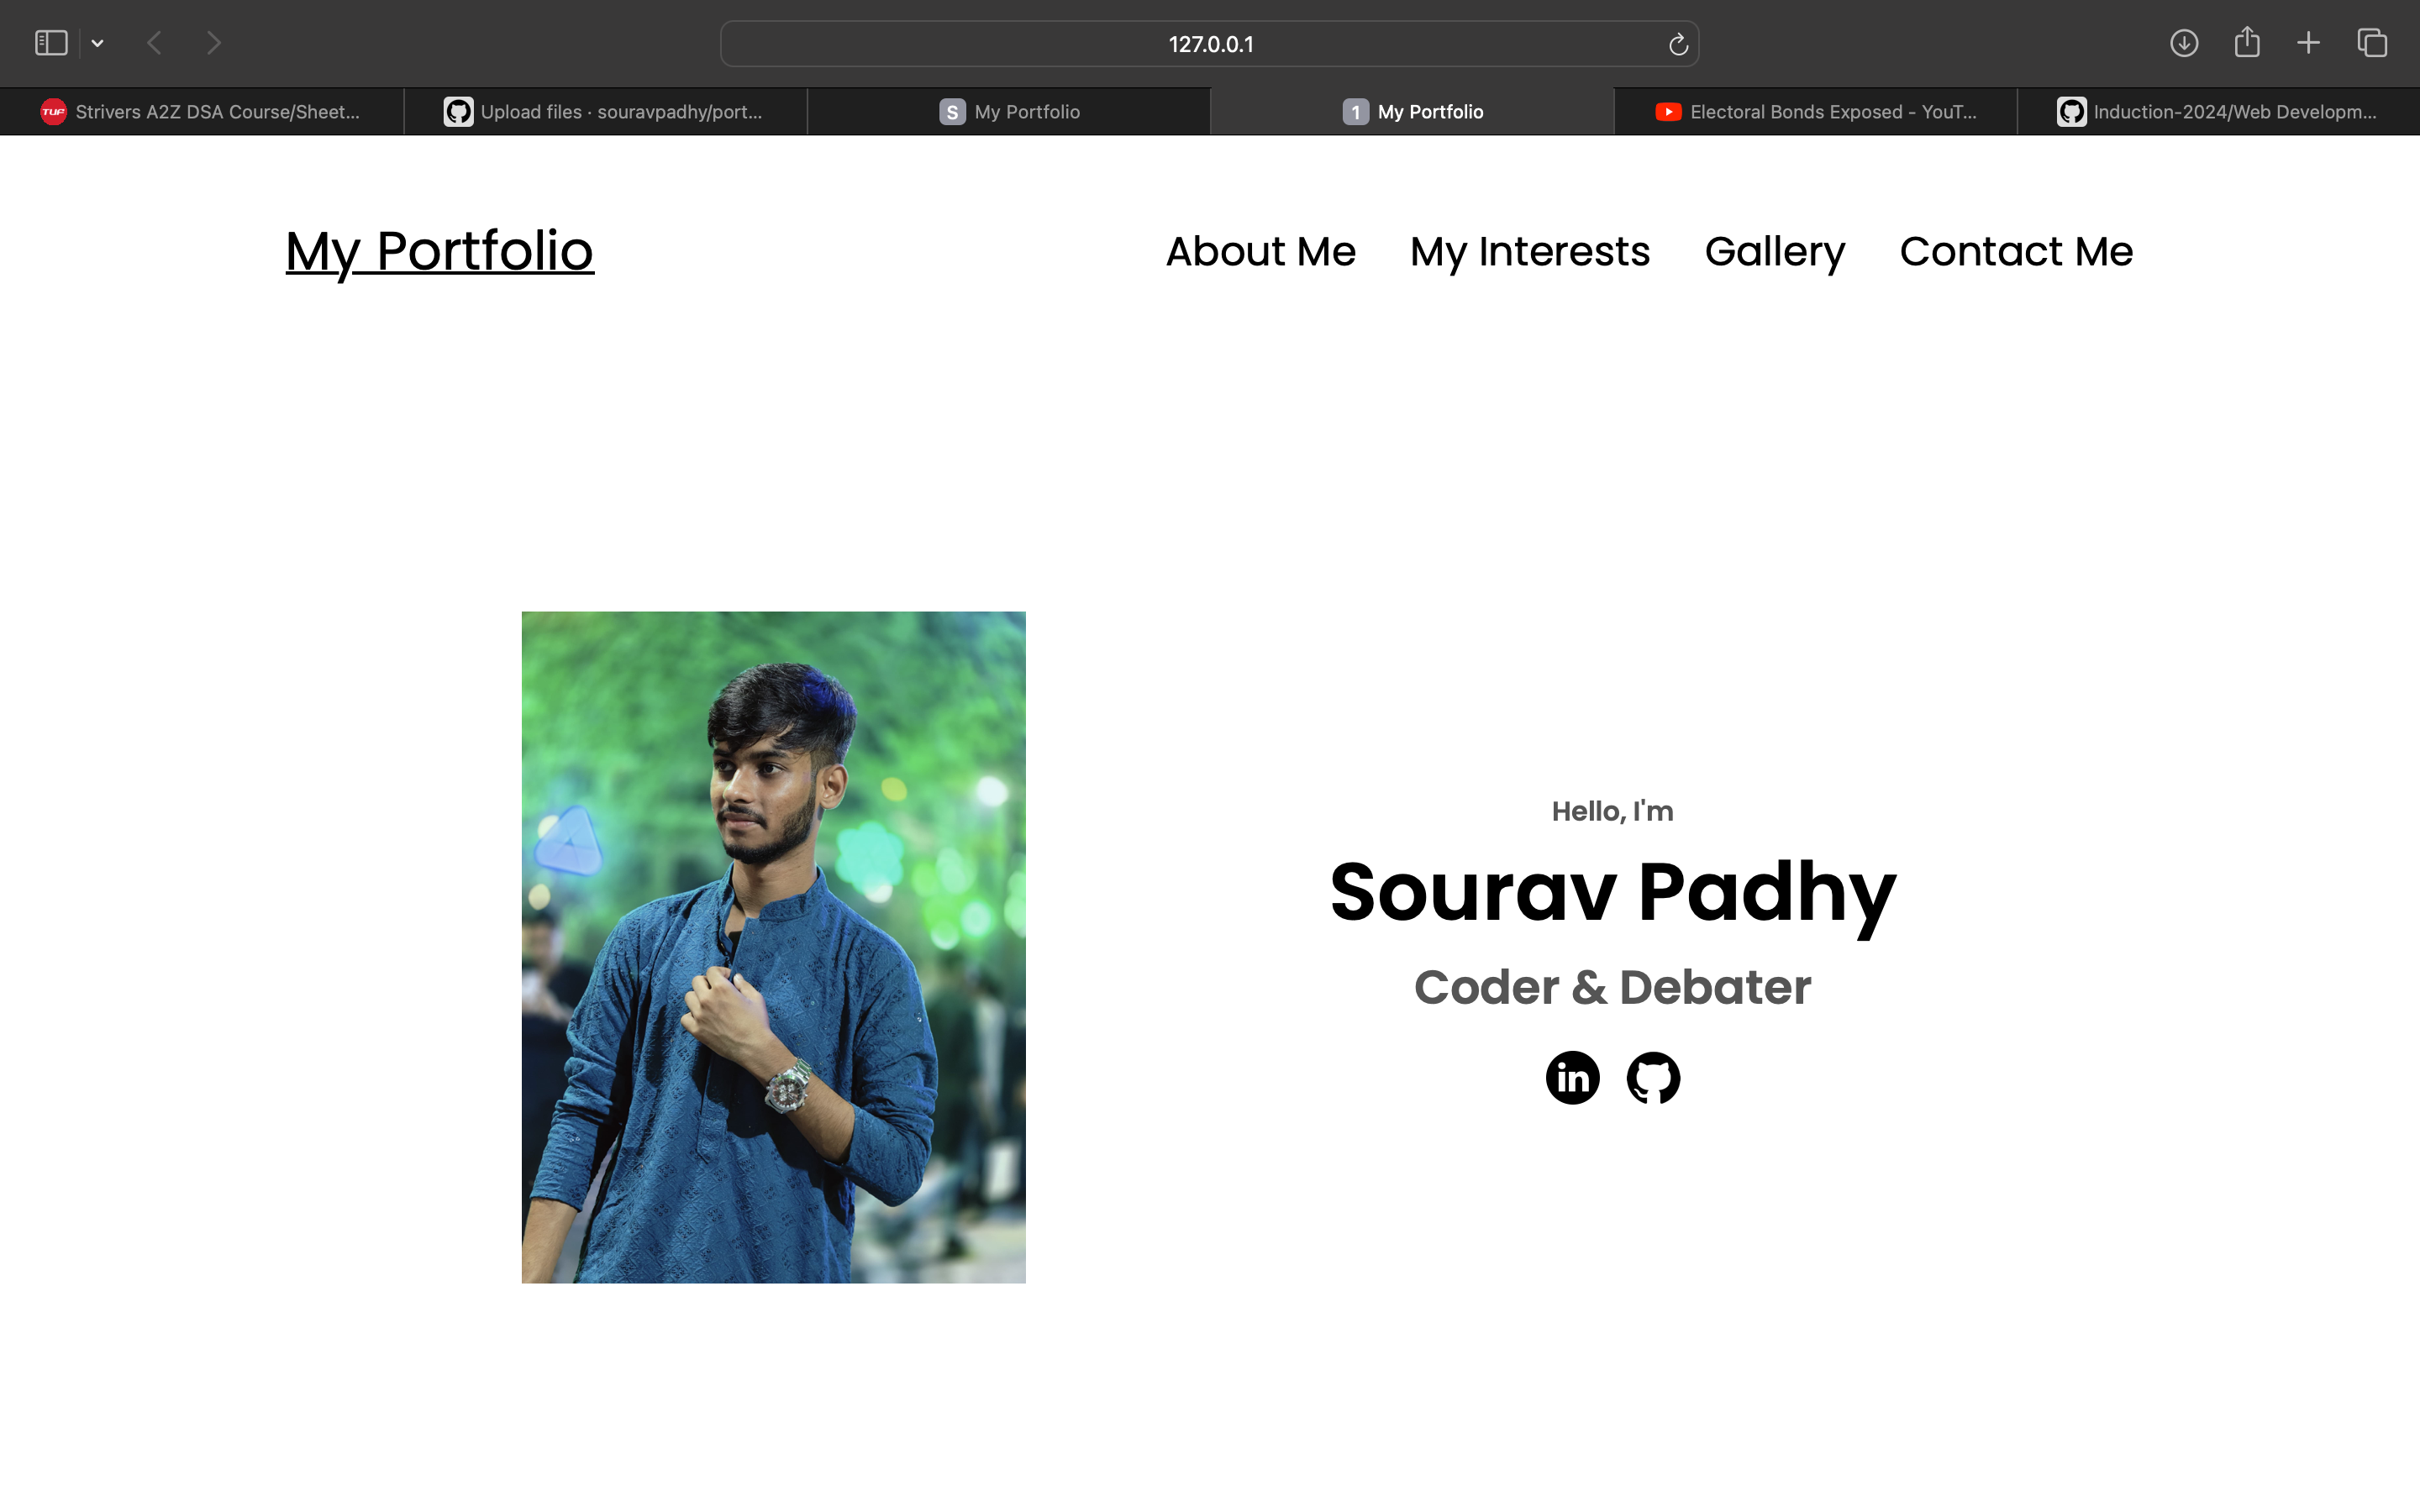 127.0.0.1
TUF Strivers A2Z DSA Course/Sheet... Upload files · souravpadhy/port... S My Portfolio 1 My Portfolio Electoral Bonds Exposed - YouT... Induction-2024/Web Developm...
My Portfolio About Me My Interests Gallery Contact Me
Hello, I'm
Sourav Padhy
Coder & Debater
in